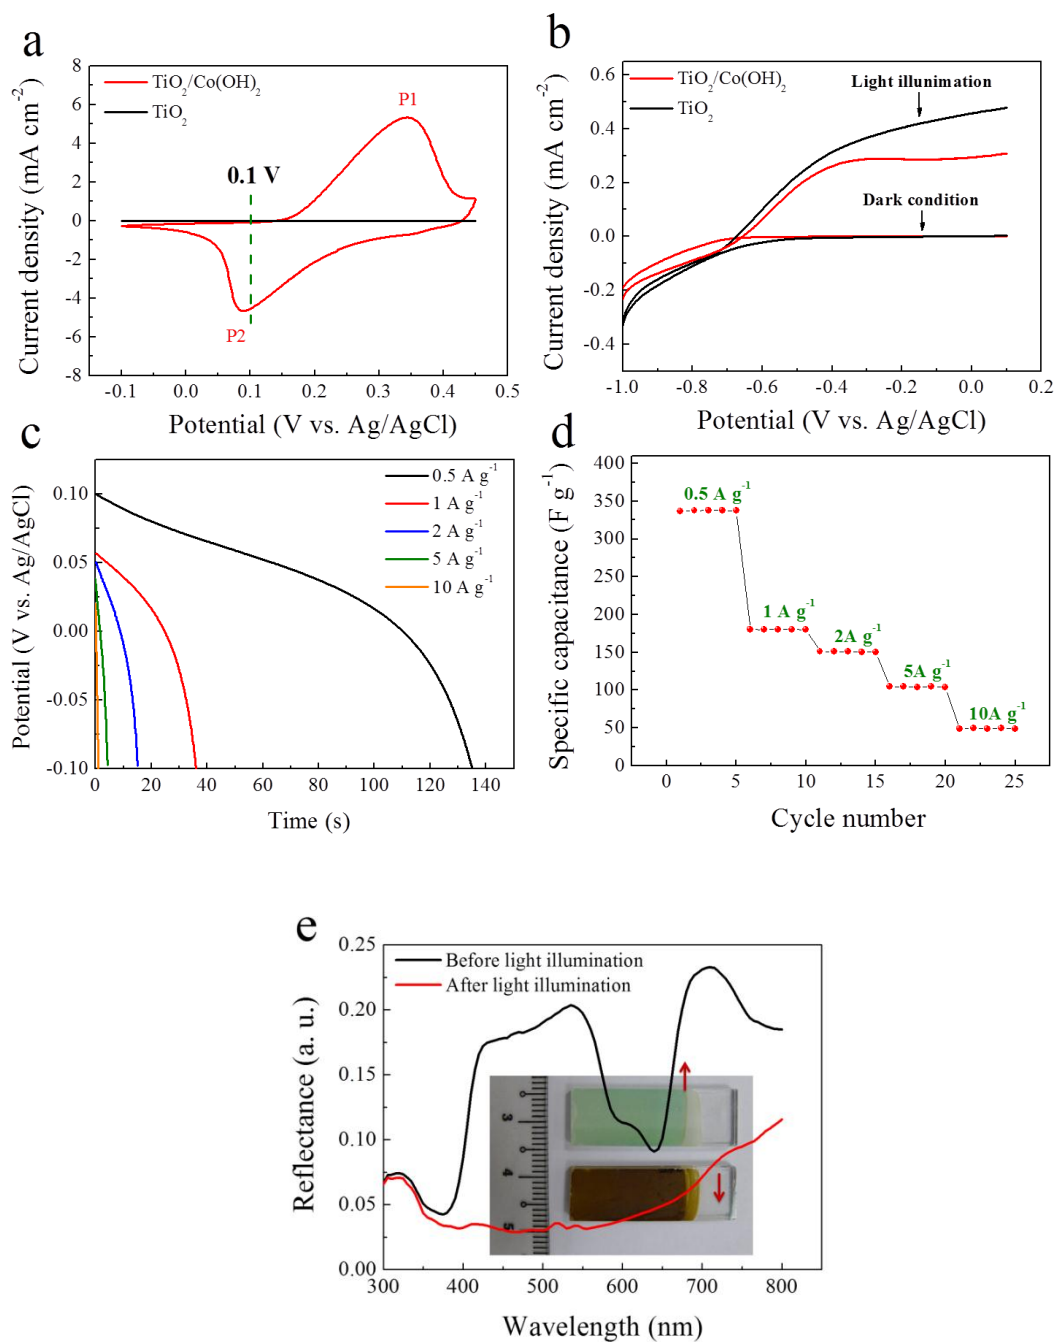 a
TiO₂/Co(OH)₂
TiO₂
P1
0.1 V
P2
8
6
4
2
0
-2
-4
-6
-8
-0.1 0.0 0.1 0.2 0.3 0.4 0.5
Current density (mA cm⁻²)
Potential (V vs. Ag/AgCl)
b
TiO₂/Co(OH)₂
TiO₂
Light illunimation
Dark condition
0.6
0.4
0.2
0.0
-0.2
-0.4
-1.0 -0.8 -0.6 -0.4 -0.2 0.0 0.2
Current density (mA cm⁻²)
Potential (V vs. Ag/AgCl)
c
0.5 A g⁻¹
1 A g⁻¹
2 A g⁻¹
5 A g⁻¹
10 A g⁻¹
0.10
0.05
0.00
-0.05
-0.10
0 20 40 60 80 100 120 140
Potential (V vs. Ag/AgCl)
Time (s)
d
0.5 A g⁻¹
1 A g⁻¹
2A g⁻¹
5A g⁻¹
10A g⁻¹
400
350
300
250
200
150
100
50
0
0 5 10 15 20 25
Specific capacitance (F g⁻¹)
Cycle number
e
Before light illumination
After light illumination
0.25
0.20
0.15
0.10
0.05
0.00
300 400 500 600 700 800
Reflectance (a. u.)
Wavelength (nm)
3
4
5